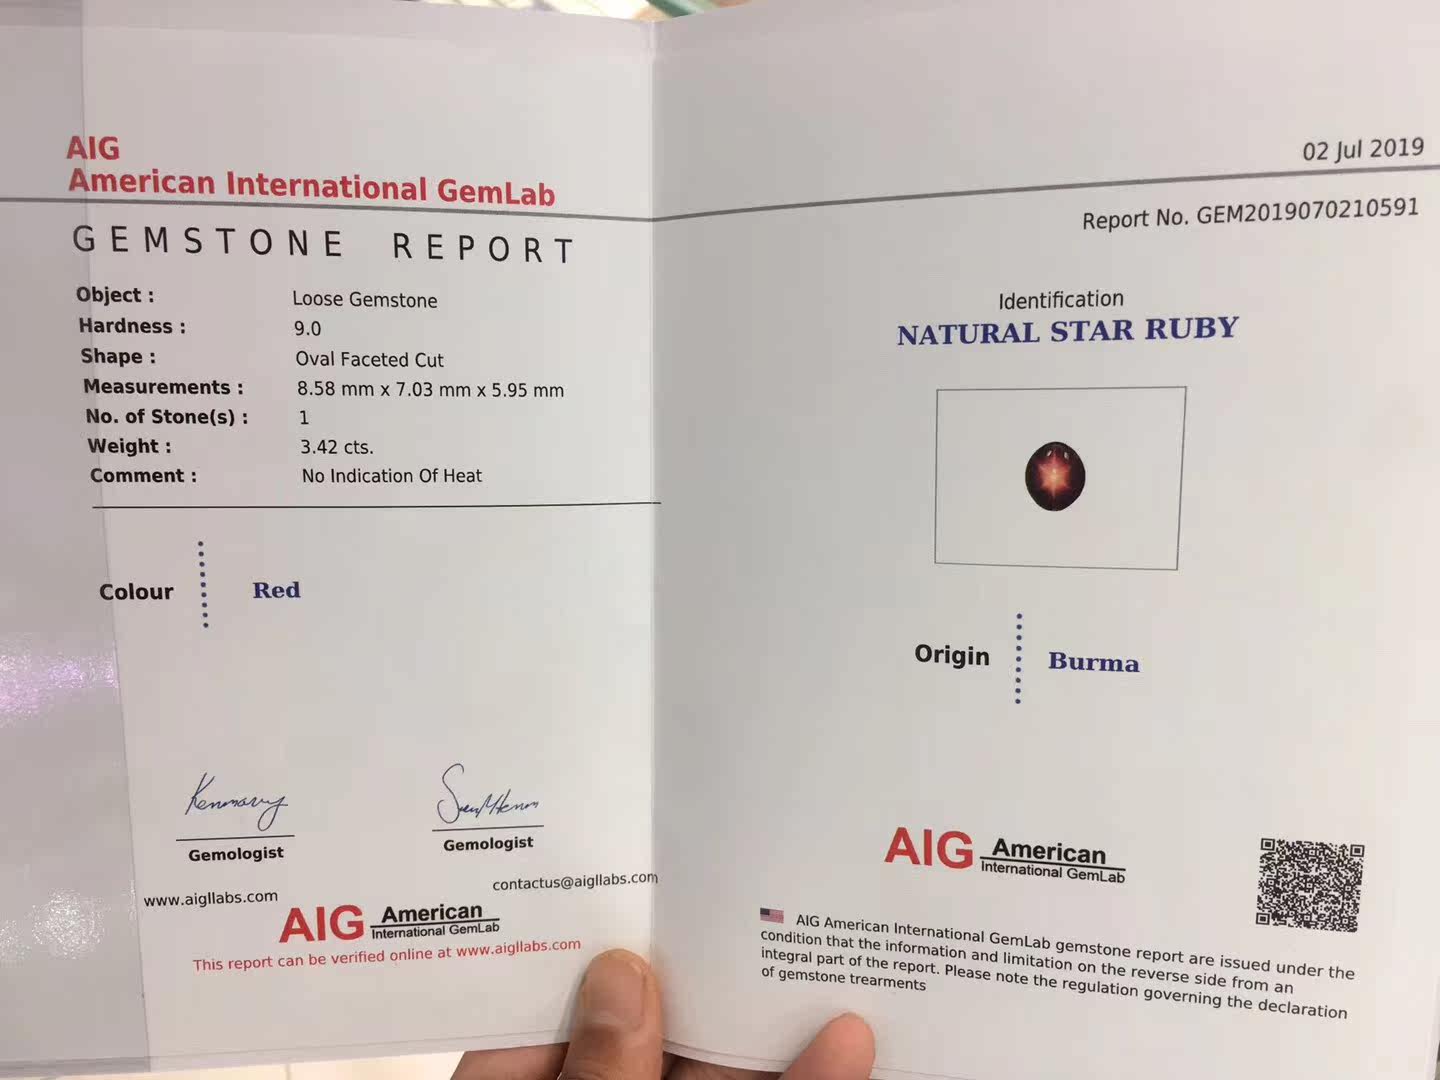 AIG
American International GemLab
GEMSTONE REPORT
Object : Loose Gemstone
Hardness : 9.0
Shape : Oval Faceted Cut
Measurements : 8.58 mm x 7.03 mm x 5.95 mm
No. of Stone(s) : 1
Weight : 3.42 cts.
Comment : No Indication Of Heat
Colour Red
Gemologist
Gemologist
www.aigllabs.com
contactus@aigllabs.com
AIG American
International GemLab
This report can be verified online at www.aigllabs.com
02 Jul 2019
Report No. GEM2019070210591
Identification
NATURAL STAR RUBY
Origin Burma
AIG American
International GemLab
AIG American International GemLab gemstone report are issued under the
condition that the information and limitation on the reverse side from an
integral part of the report. Please note the regulation governing the declaration
of gemstone trearments